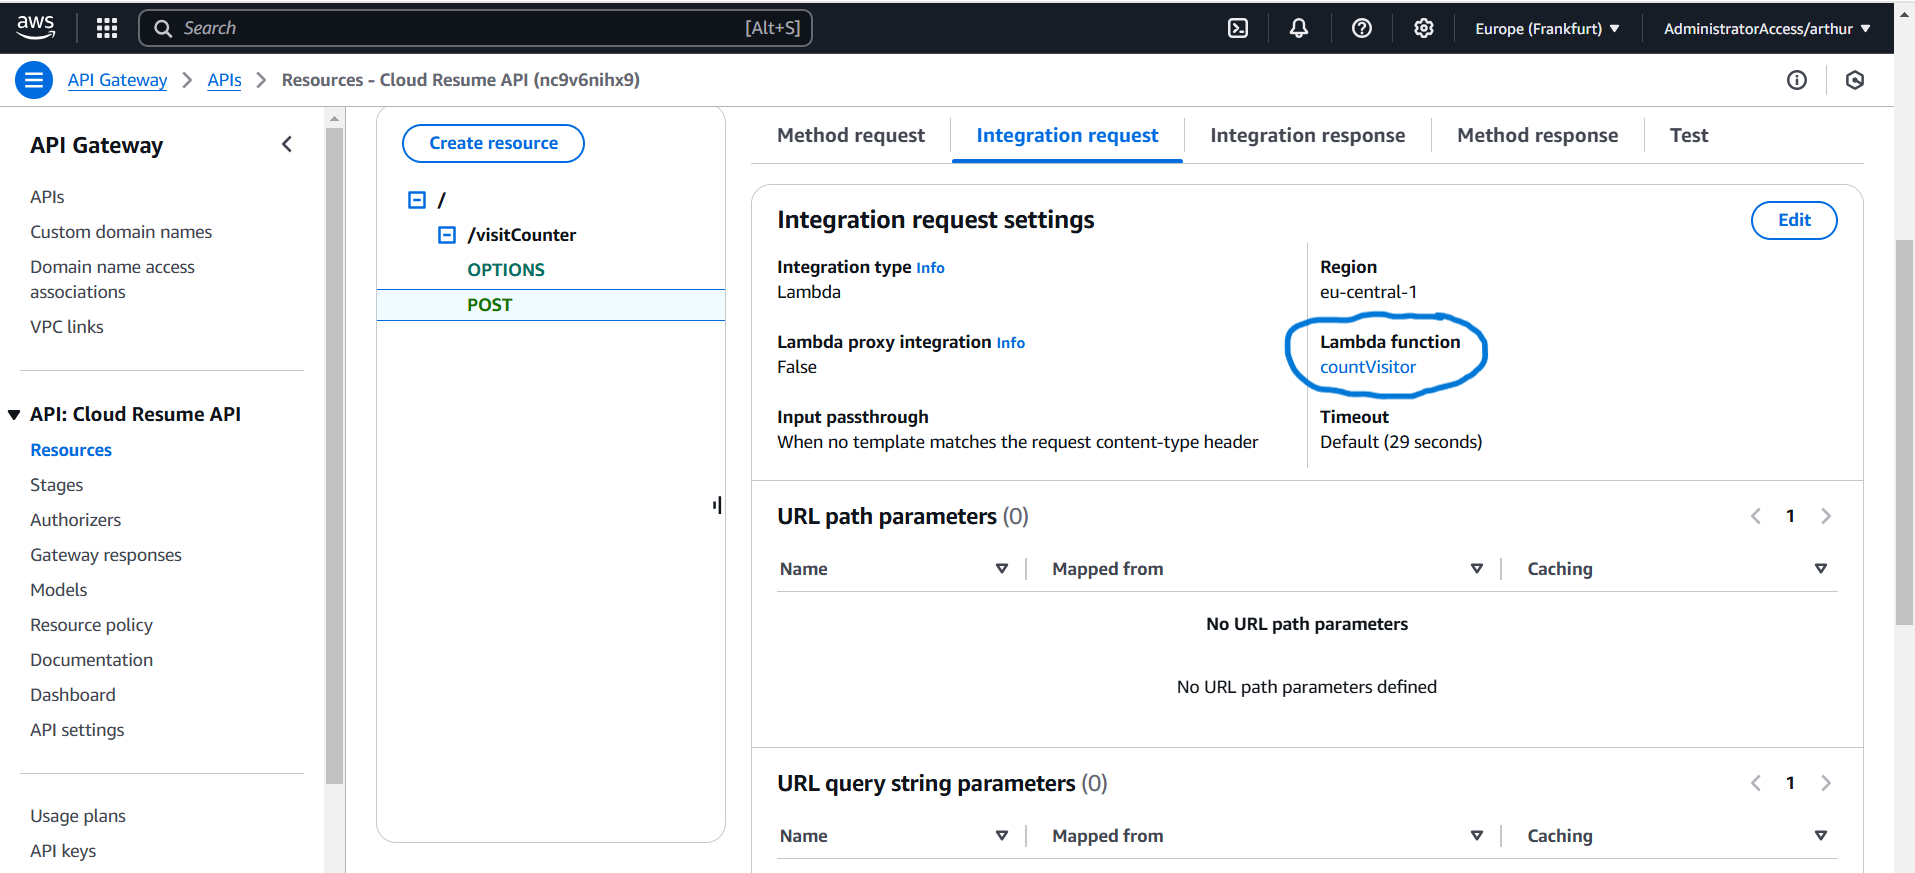 aws
Search
[Alt+S]
Europe (Frankfurt)
AdministratorAccess/arthur
API Gateway
APIs
Resources - Cloud Resume API (nc9v6nihx9)
API Gateway
APIs
Custom domain names
Domain name access
associations
VPC links
API: Cloud Resume API
Resources
Stages
Authorizers
Gateway responses
Models
Resource policy
Documentation
Dashboard
API settings
Usage plans
API keys
Create resource
/
/visitCounter
OPTIONS
POST
Method request
Integration request
Integration response
Method response
Test
Integration request settings
Edit
Integration type Info
Lambda
Region
eu-central-1
Lambda proxy integration Info
False
Lambda function
countVisitor
Input passthrough
When no template matches the request content-type header
Timeout
Default (29 seconds)
URL path parameters (0)
1
Name
Mapped from
Caching
No URL path parameters
No URL path parameters defined
URL query string parameters (0)
1
Name
Mapped from
Caching